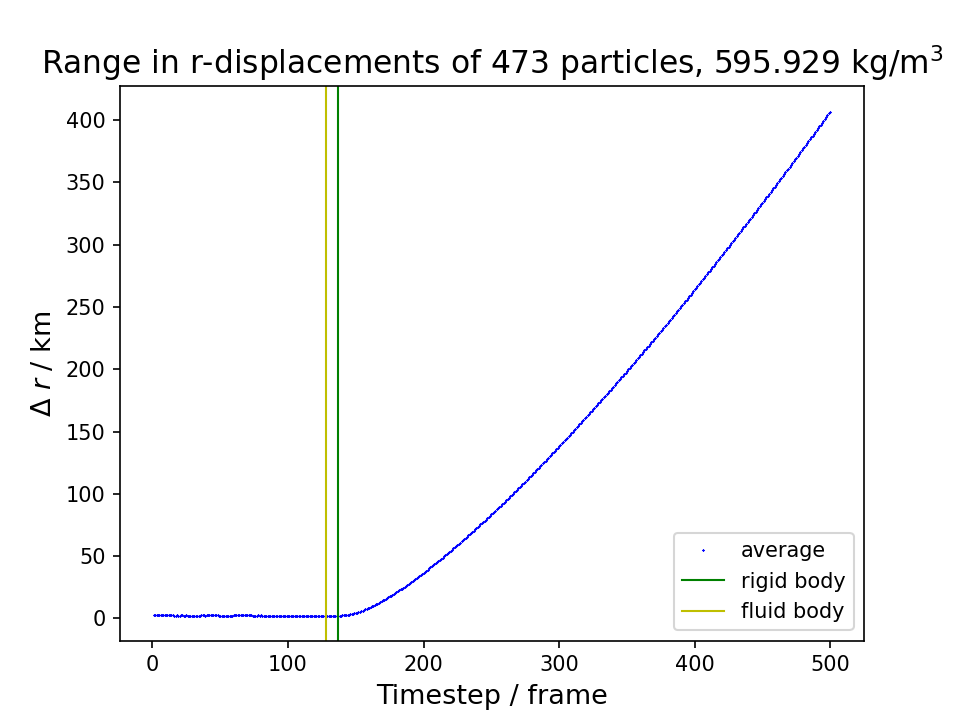 Range in r-displacements of 473 particles, 595.929 kg/m³
Δ r / km
400
350
300
250
200
150
100
50
0
average
rigid body
fluid body
0 100 200 300 400 500
Timestep / frame